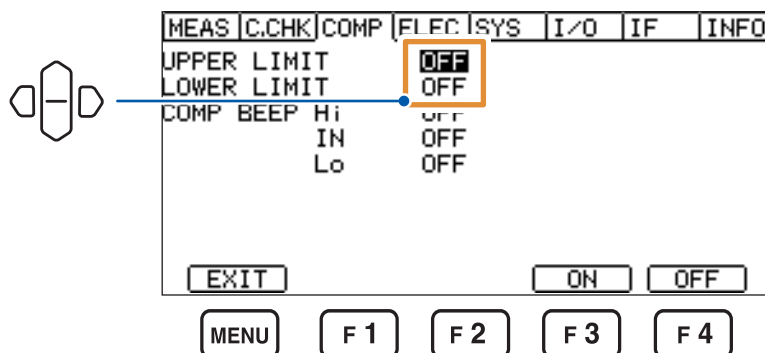 MEAS C.CHK COMP ELEC SYS I/O IF INFO
UPPER LIMIT OFF
LOWER LIMIT OFF
COMP BEEP Hi OFF
IN OFF
Lo OFF
EXIT ON OFF
MENU F1 F2 F3 F4